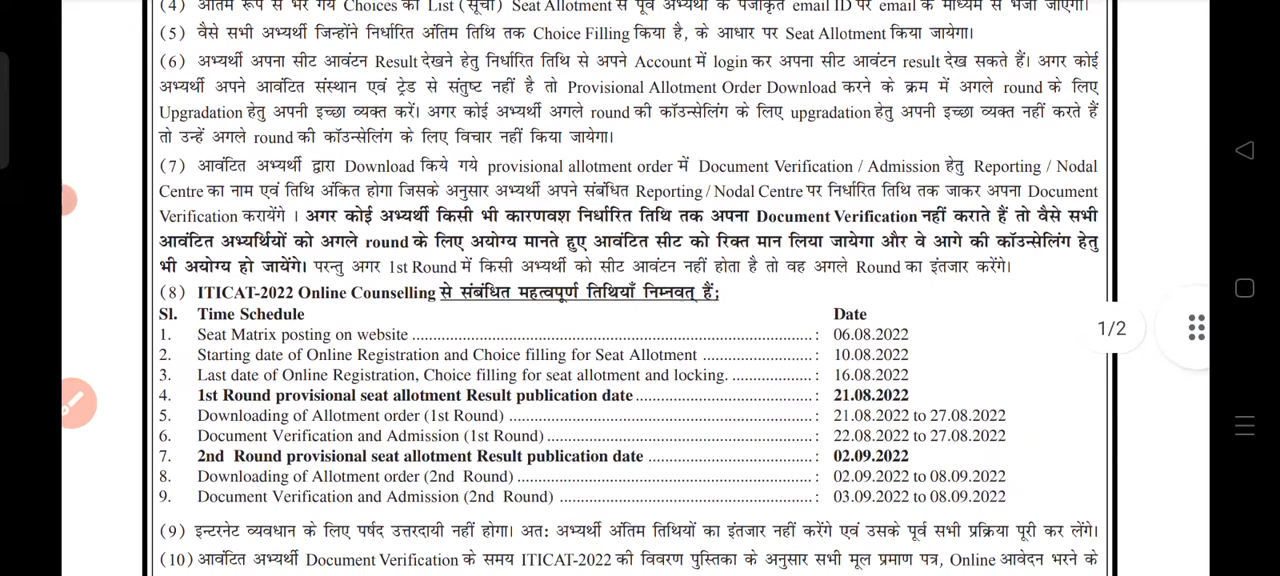 (4) अंतिम रूप से भरे गये Choices की List (सूची) Seat Allotment से पूर्व अभ्यर्थी के पंजीकृत email ID पर email के माध्यम से भेजी जाएगी।
(5) वैसे सभी अभ्यर्थी जिन्होंने निर्धारित अंतिम तिथि तक Choice Filling किया है, के आधार पर Seat Allotment किया जायेगा।
(6) अभ्यर्थी अपना सीट आवंटन Result देखने हेतु निर्धारित तिथि से अपने Account में login कर अपना सीट आवंटन result देख सकते हैं। अगर कोई
अभ्यर्थी अपने आवंटित संस्थान एवं ट्रेड से संतुष्ट नहीं है तो Provisional Allotment Order Download करने के क्रम में अगले round के लिए
Upgradation हेतु अपनी इच्छा व्यक्त करें। अगर कोई अभ्यर्थी अगले round की कॉउन्सेलिंग के लिए upgradation हेतु अपनी इच्छा व्यक्त नहीं करते हैं
तो उन्हें अगले round की कॉउन्सेलिंग के लिए विचार नहीं किया जायेगा।
(7) आवंटित अभ्यर्थी द्वारा Download किये गये provisional allotment order में Document Verification / Admission हेतु Reporting / Nodal
Centre का नाम एवं तिथि अंकित होगा जिसके अनुसार अभ्यर्थी अपने संबंधित Reporting / Nodal Centre पर निर्धारित तिथि तक जाकर अपना Document
Verification करायेंगे । अगर कोई अभ्यर्थी किसी भी कारणवश निर्धारित तिथि तक अपना Document Verification नहीं कराते हैं तो वैसे सभी
आवंटित अभ्यर्थियों को अगले round के लिए अयोग्य मानते हुए आवंटित सीट को रिक्त मान लिया जायेगा और वे आगे की कॉउन्सेलिंग हेतु
भी अयोग्य हो जायेंगे। परन्तु अगर 1st Round में किसी अभ्यर्थी को सीट आवंटन नहीं होता है तो वह अगले Round का इंतजार करेंगे।
(8) ITICAT-2022 Online Counselling से संबंधित महत्वपूर्ण तिथियाँ निम्नवत् हैं;
Sl. Time Schedule Date
1. Seat Matrix posting on website : 06.08.2022
2. Starting date of Online Registration and Choice filling for Seat Allotment : 10.08.2022
3. Last date of Online Registration, Choice filling for seat allotment and locking. : 16.08.2022
4. 1st Round provisional seat allotment Result publication date : 21.08.2022
5. Downloading of Allotment order (1st Round) : 21.08.2022 to 27.08.2022
6. Document Verification and Admission (1st Round) : 22.08.2022 to 27.08.2022
7. 2nd Round provisional seat allotment Result publication date : 02.09.2022
8. Downloading of Allotment order (2nd Round) : 02.09.2022 to 08.09.2022
9. Document Verification and Admission (2nd Round) : 03.09.2022 to 08.09.2022
(9) इन्टरनेट व्यवधान के लिए पर्षद उत्तरदायी नहीं होगा। अतः अभ्यर्थी अंतिम तिथियों का इंतजार नहीं करेंगे एवं उसके पूर्व सभी प्रक्रिया पूरी कर लेंगे।
(10) आवंटित अभ्यर्थी Document Verification के समय ITICAT-2022 की विवरण पुस्तिका के अनुसार सभी मूल प्रमाण पत्र, Online आवेदन भरने के
1/2